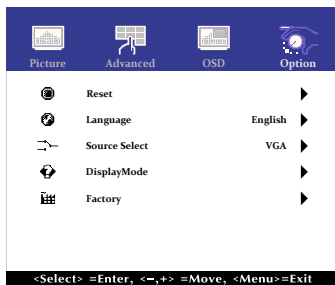 Picture Advanced OSD Option
Reset
Language English
Source Select VGA
DisplayMode
Factory
<Select> =Enter, <−,+> =Move, <Menu>=Exit